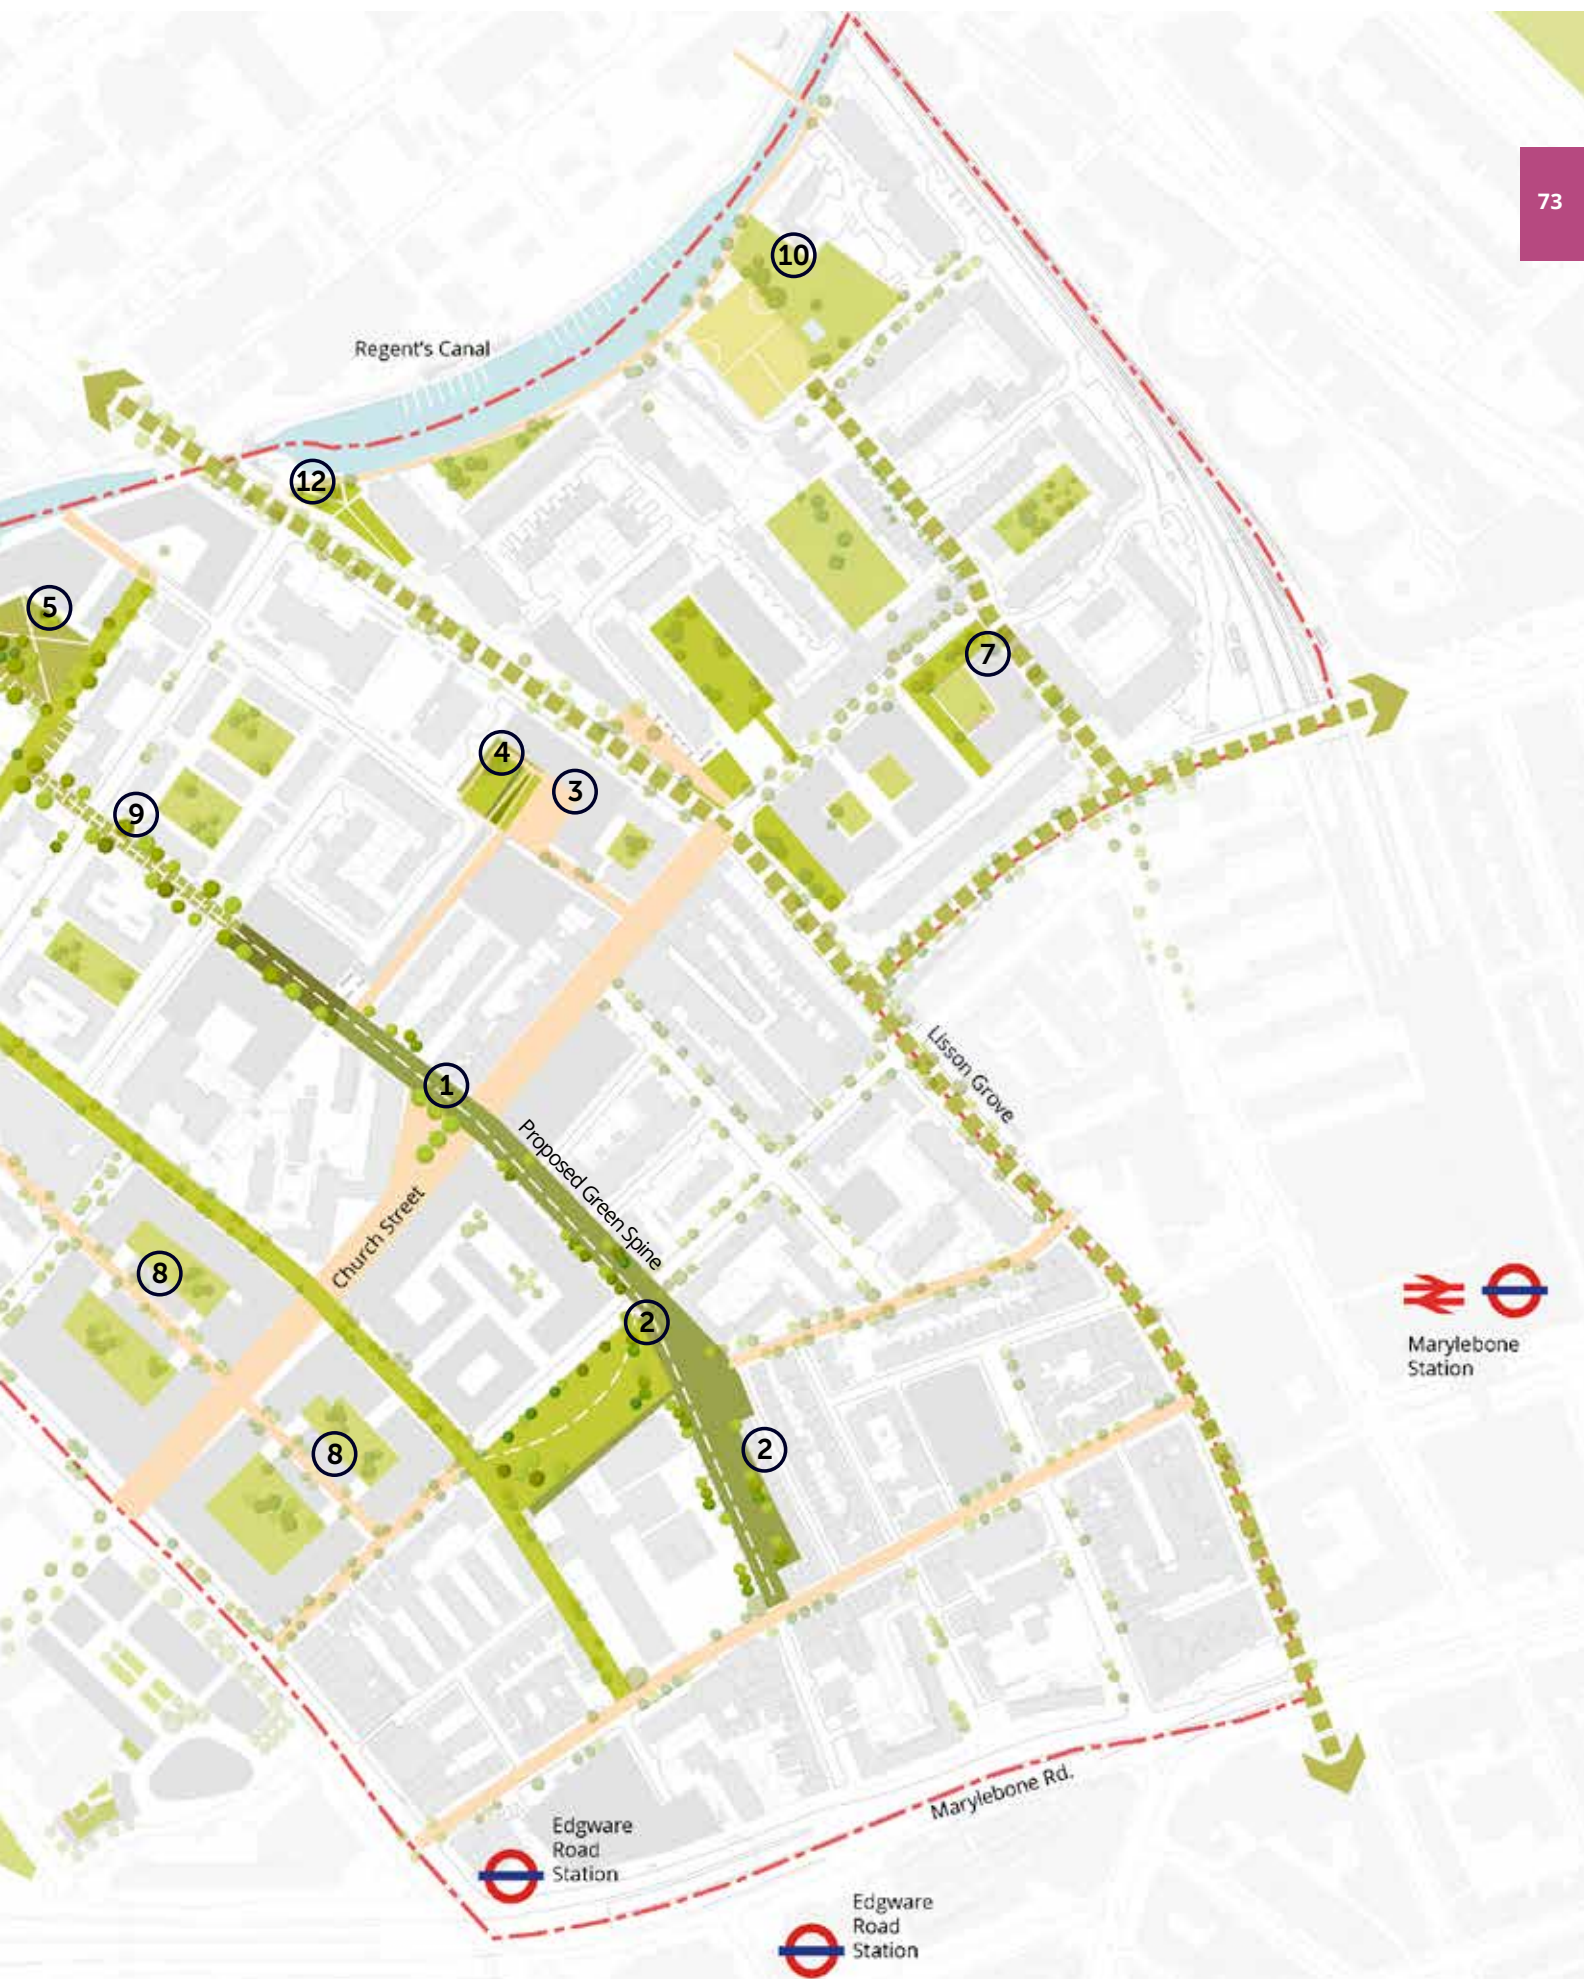 73
10
Regent's Canal
12
5
7
4
3
9
Lisson Grove
1
Proposed Green Spine
Church Street
8
2
Marylebone
Station
8
2
Marylebone Rd.
Edgware
Road
Station
Edgware
Road
Station